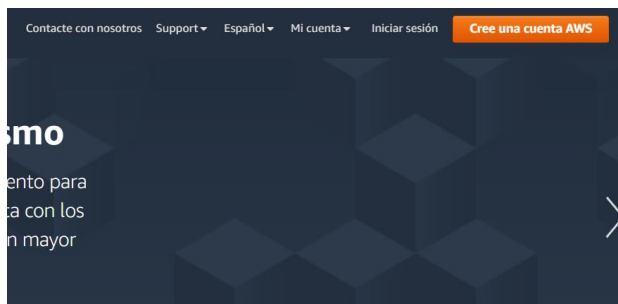 Contacte con nosotros Support Español Mi cuenta Iniciar sesión Cree una cuenta AWS
smo
ento para
ta con los
n mayor